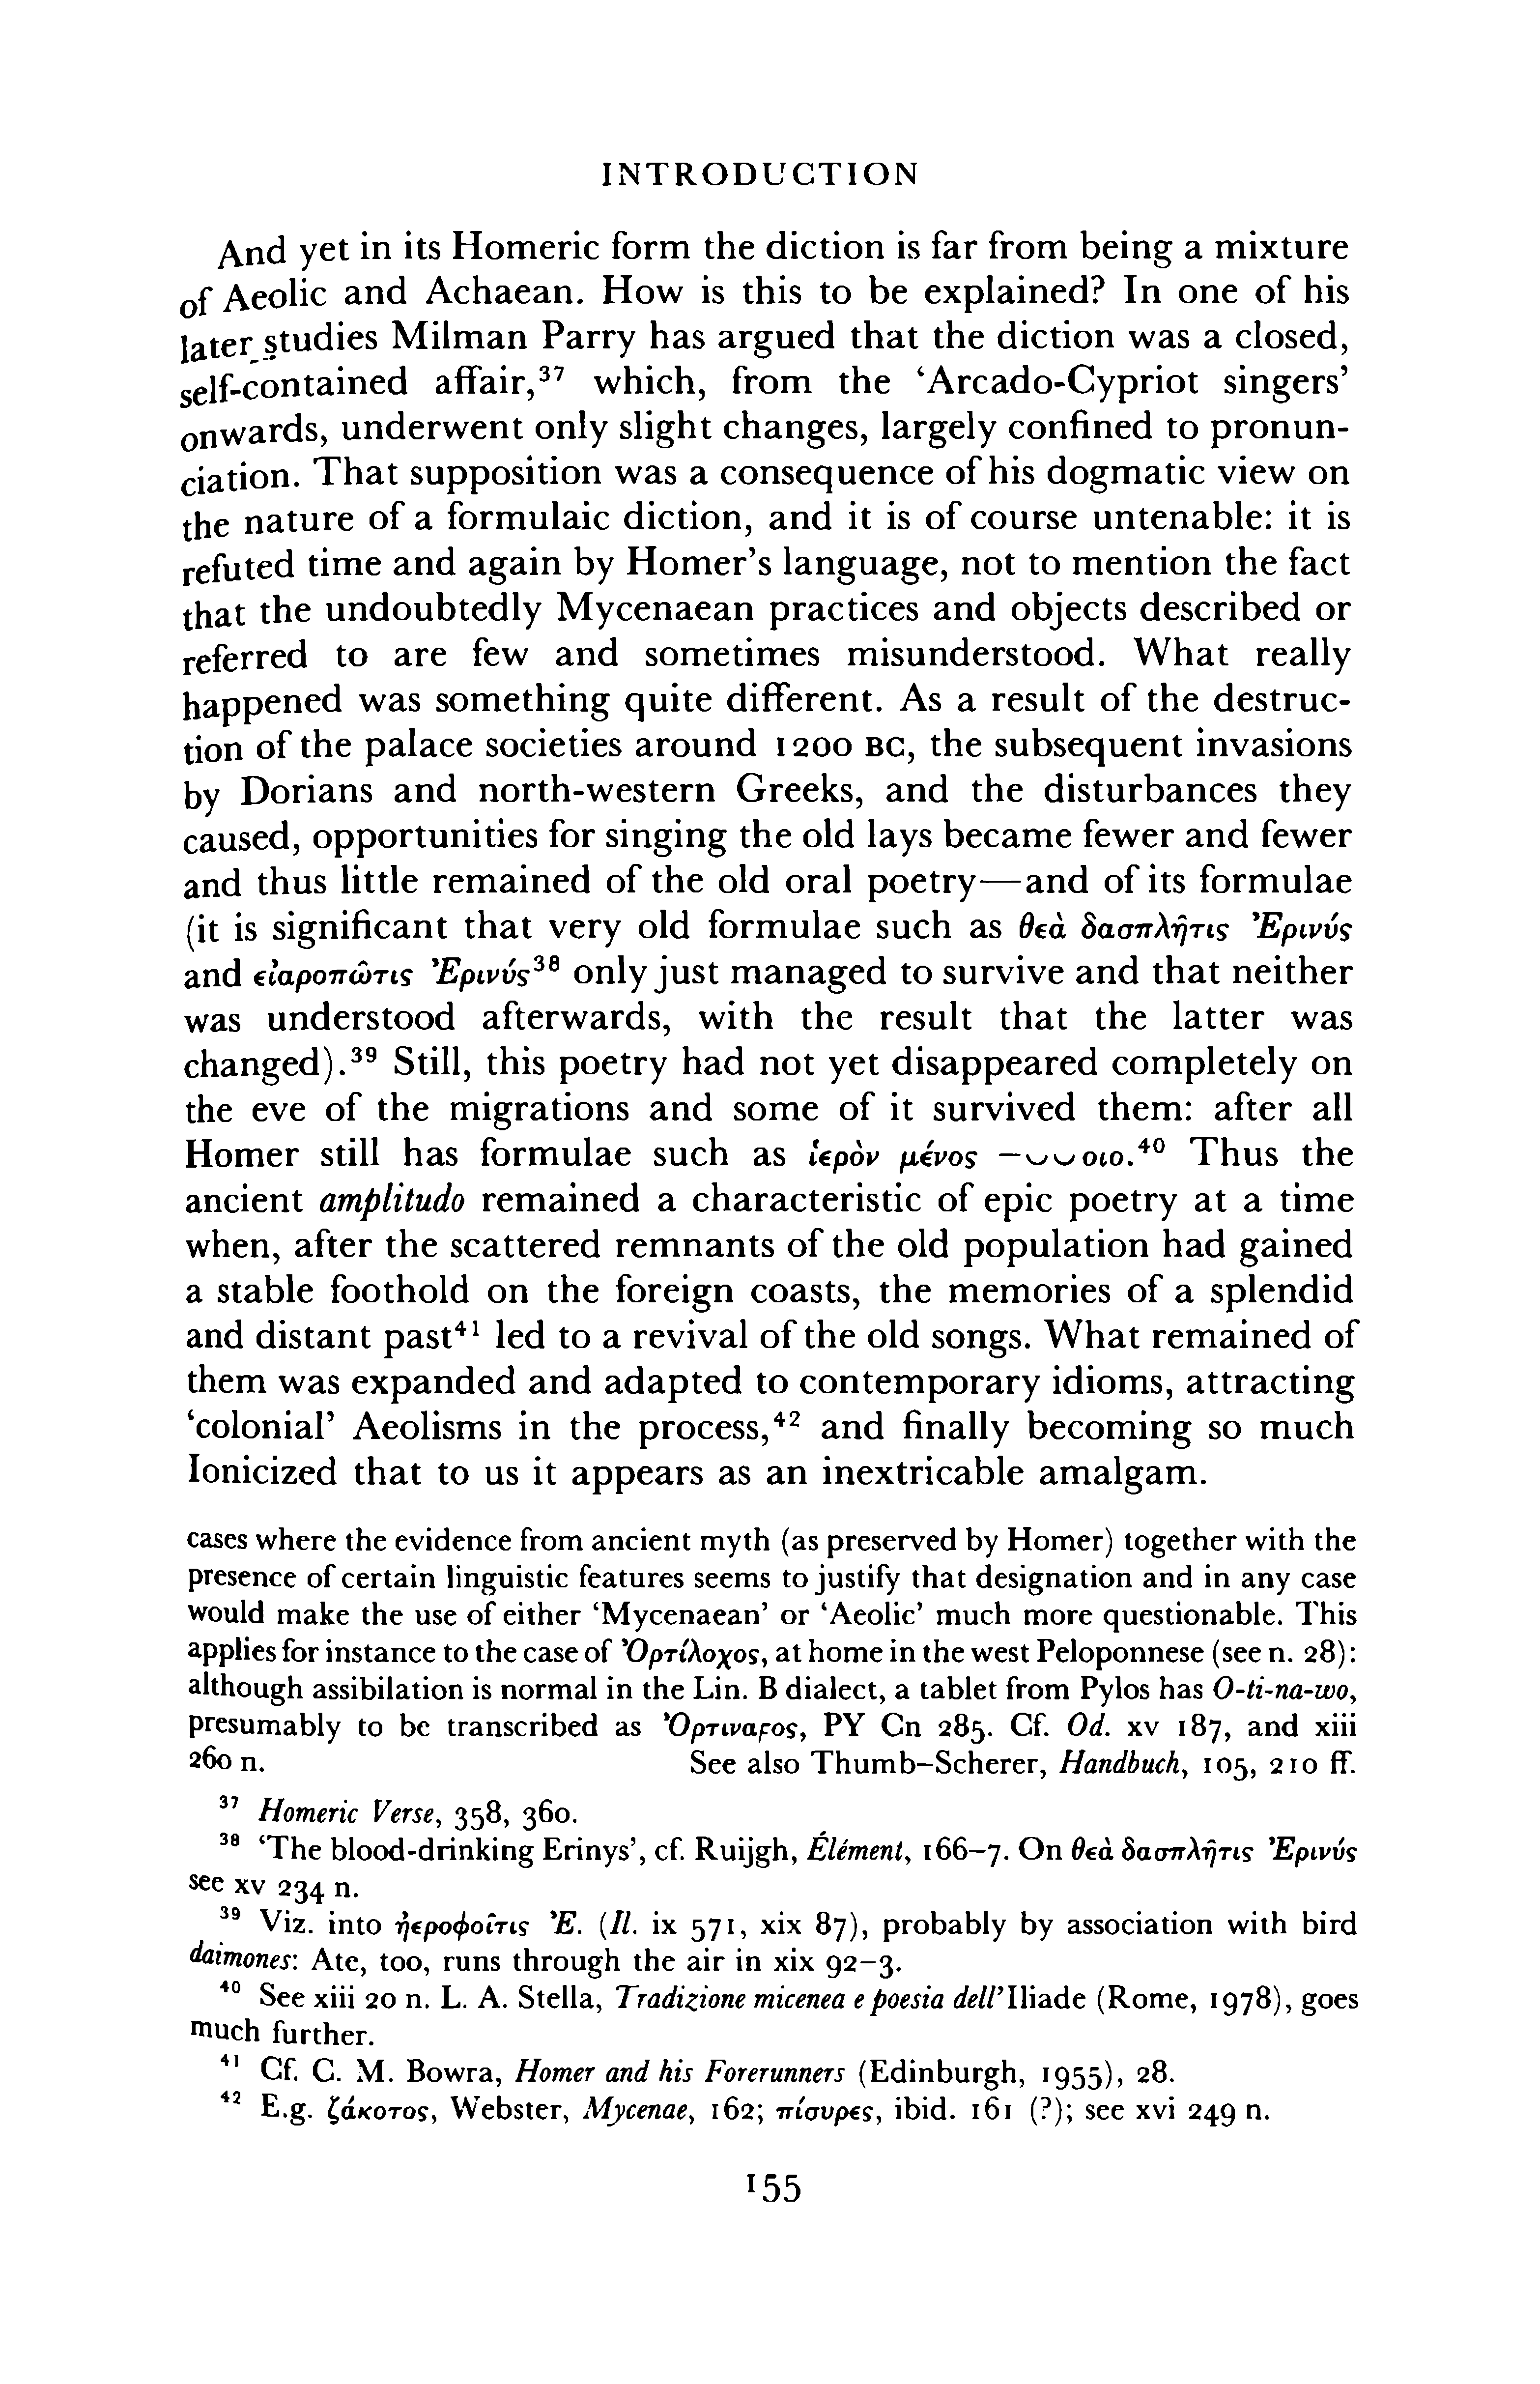 INTRODUCTION
And yet in its Homeric form the diction is far from being a mixture
of Aeolic and Achaean. How is this to be explained? In one of his
later studies Milman Parry has argued that the diction was a closed,
self-contained affair,³⁷ which, from the ‘Arcado-Cypriot singers’
onwards, underwent only slight changes, largely confined to pronun-
ciation. That supposition was a consequence of his dogmatic view on
the nature of a formulaic diction, and it is of course untenable: it is
refuted time and again by Homer’s language, not to mention the fact
that the undoubtedly Mycenaean practices and objects described or
referred to are few and sometimes misunderstood. What really
happened was something quite different. As a result of the destruc-
tion of the palace societies around 1200 BC, the subsequent invasions
by Dorians and north-western Greeks, and the disturbances they
caused, opportunities for singing the old lays became fewer and fewer
and thus little remained of the old oral poetry—and of its formulae
(it is significant that very old formulae such as θεὰ δασπλῆτις Ἐρινύς
and εἰαροπῶτις Ἐρινύς³⁸ only just managed to survive and that neither
was understood afterwards, with the result that the latter was
changed).³⁹ Still, this poetry had not yet disappeared completely on
the eve of the migrations and some of it survived them: after all
Homer still has formulae such as ἱερὸν μένος –⏑⏑οιο.⁴⁰ Thus the
ancient amplitudo remained a characteristic of epic poetry at a time
when, after the scattered remnants of the old population had gained
a stable foothold on the foreign coasts, the memories of a splendid
and distant past⁴¹ led to a revival of the old songs. What remained of
them was expanded and adapted to contemporary idioms, attracting
‘colonial’ Aeolisms in the process,⁴² and finally becoming so much
Ionicized that to us it appears as an inextricable amalgam.
cases where the evidence from ancient myth (as preserved by Homer) together with the
presence of certain linguistic features seems to justify that designation and in any case
would make the use of either ‘Mycenaean’ or ‘Aeolic’ much more questionable. This
applies for instance to the case of Ὀρτίλοχος, at home in the west Peloponnese (see n. 28):
although assibilation is normal in the Lin. B dialect, a tablet from Pylos has O-ti-na-wo,
presumably to be transcribed as Ὀρτιναϝος, PY Cn 285. Cf. Od. xv 187, and xiii
260 n. See also Thumb–Scherer, Handbuch, 105, 210 ff.
³⁷ Homeric Verse, 358, 360.
³⁸ ‘The blood-drinking Erinys’, cf. Ruijgh, Élément, 166–7. On θεὰ δασπλῆτις Ἐρινύς
see xv 234 n.
³⁹ Viz. into ἠεροφοῖτις Ἐ. (Il. ix 571, xix 87), probably by association with bird
daimones: Ate, too, runs through the air in xix 92–3.
⁴⁰ See xiii 20 n. L. A. Stella, Tradizione micenea e poesia dell’Iliade (Rome, 1978), goes
much further.
⁴¹ Cf. C. M. Bowra, Homer and his Forerunners (Edinburgh, 1955), 28.
⁴² E.g. ζάκοτος, Webster, Mycenae, 162; πίσυρες, ibid. 161 (?); see xvi 249 n.
155